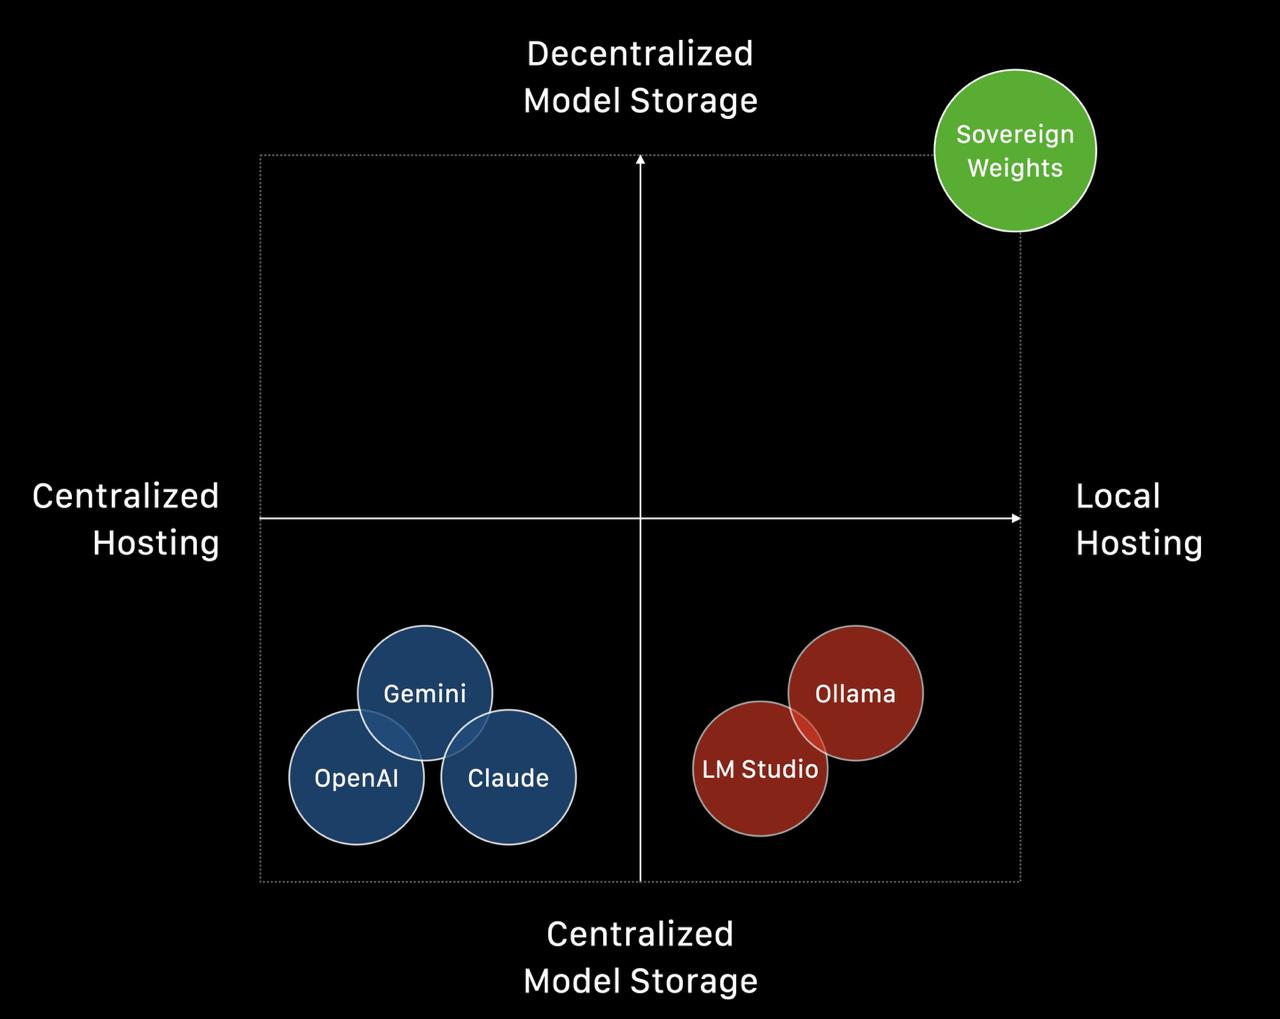 Decentralized
Model Storage
Sovereign
Weights
Centralized
Hosting
Local
Hosting
Gemini
OpenAI
Claude
Ollama
LM Studio
Centralized
Model Storage